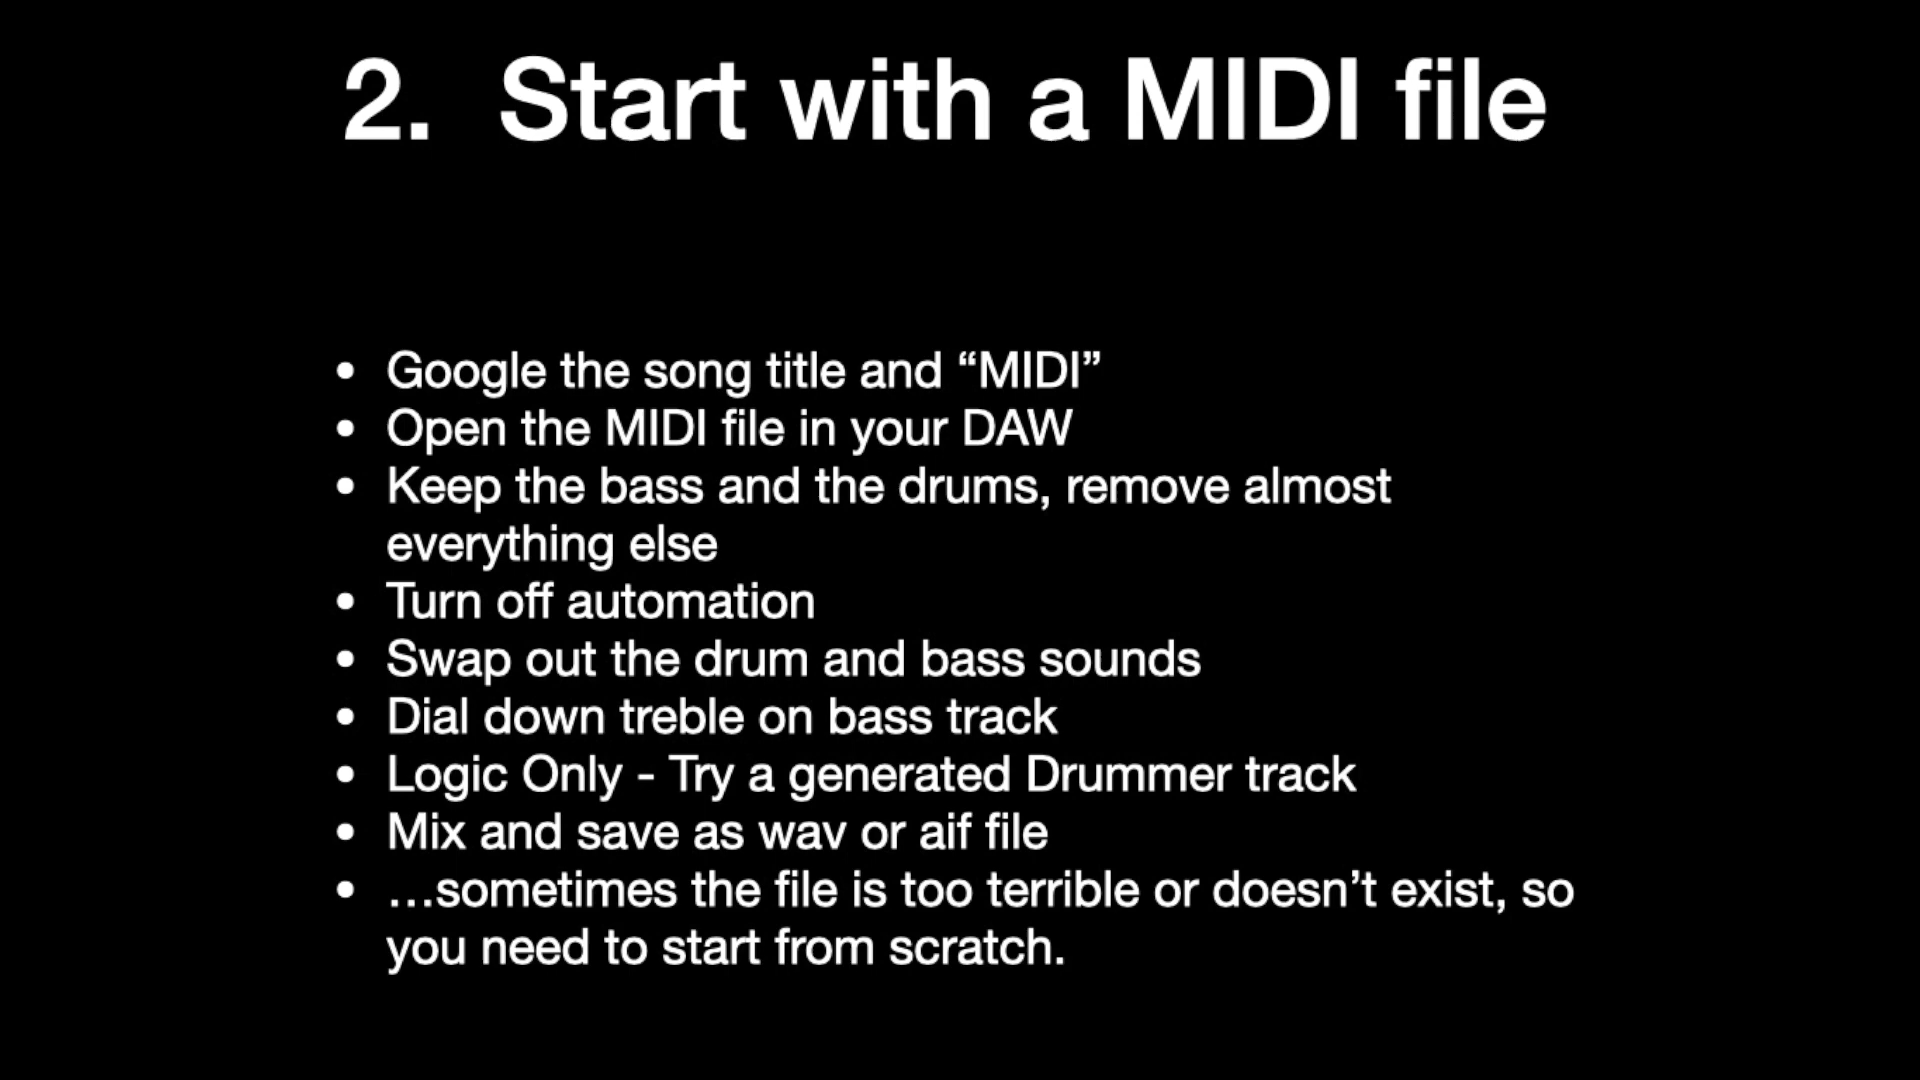 2.  Start with a MIDI file
• Google the song title and “MIDI”
• Open the MIDI file in your DAW
• Keep the bass and the drums, remove almost
everything else
• Turn off automation
• Swap out the drum and bass sounds
• Dial down treble on bass track
• Logic Only - Try a generated Drummer track
• Mix and save as wav or aif file
• …sometimes the file is too terrible or doesn’t exist, so
you need to start from scratch.